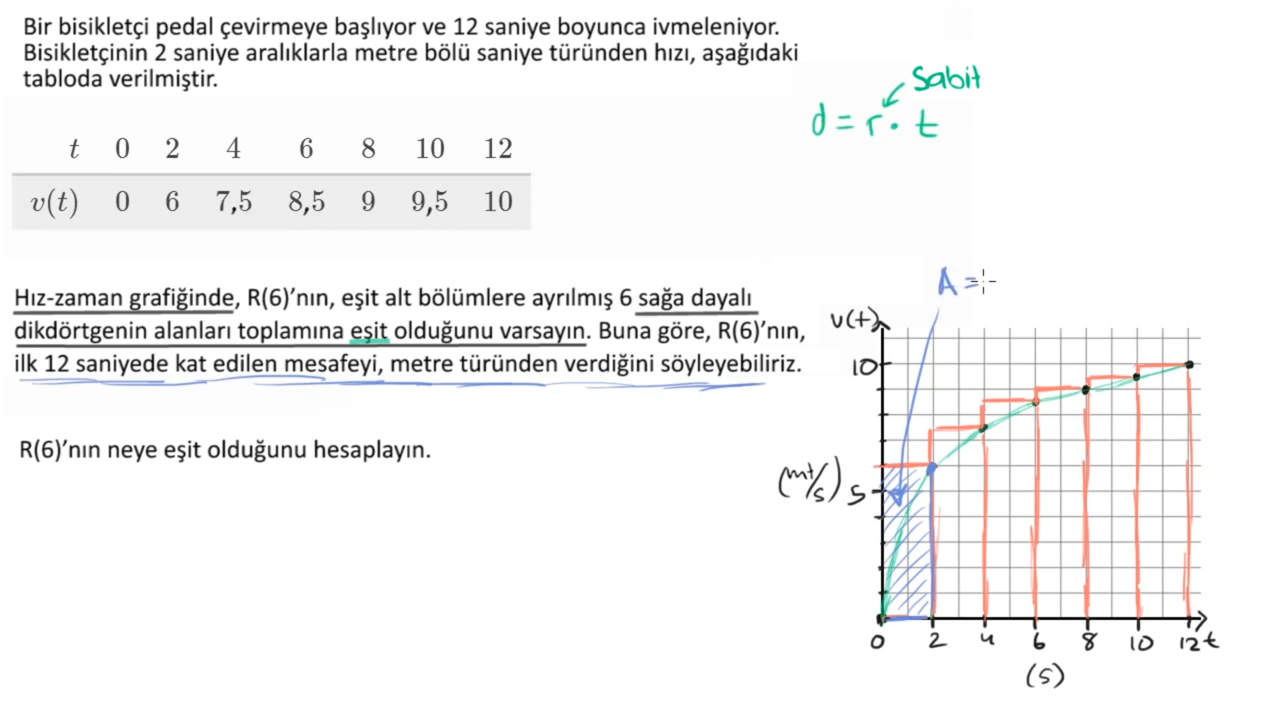 Bir bisikletçi pedal çevirmeye başlıyor ve 12 saniye boyunca ivmeleniyor.
Bisikletçinin 2 saniye aralıklarla metre bölü saniye türünden hızı, aşağıdaki
tabloda verilmiştir.
Sabit
d = r . t
t 0 2 4 6 8 10 12
v(t) 0 6 7,5 8,5 9 9,5 10
A =
Hız-zaman grafiğinde, R(6)'nın, eşit alt bölümlere ayrılmış 6 sağa dayalı
dikdörtgenin alanları toplamına eşit olduğunu varsayın. Buna göre, R(6)'nın,
ilk 12 saniyede kat edilen mesafeyi, metre türünden verdiğini söyleyebiliriz.
R(6)'nın neye eşit olduğunu hesaplayın.
v(t)
10
(mt/s) 5
0 2 4 6 8 10 12 t
(s)